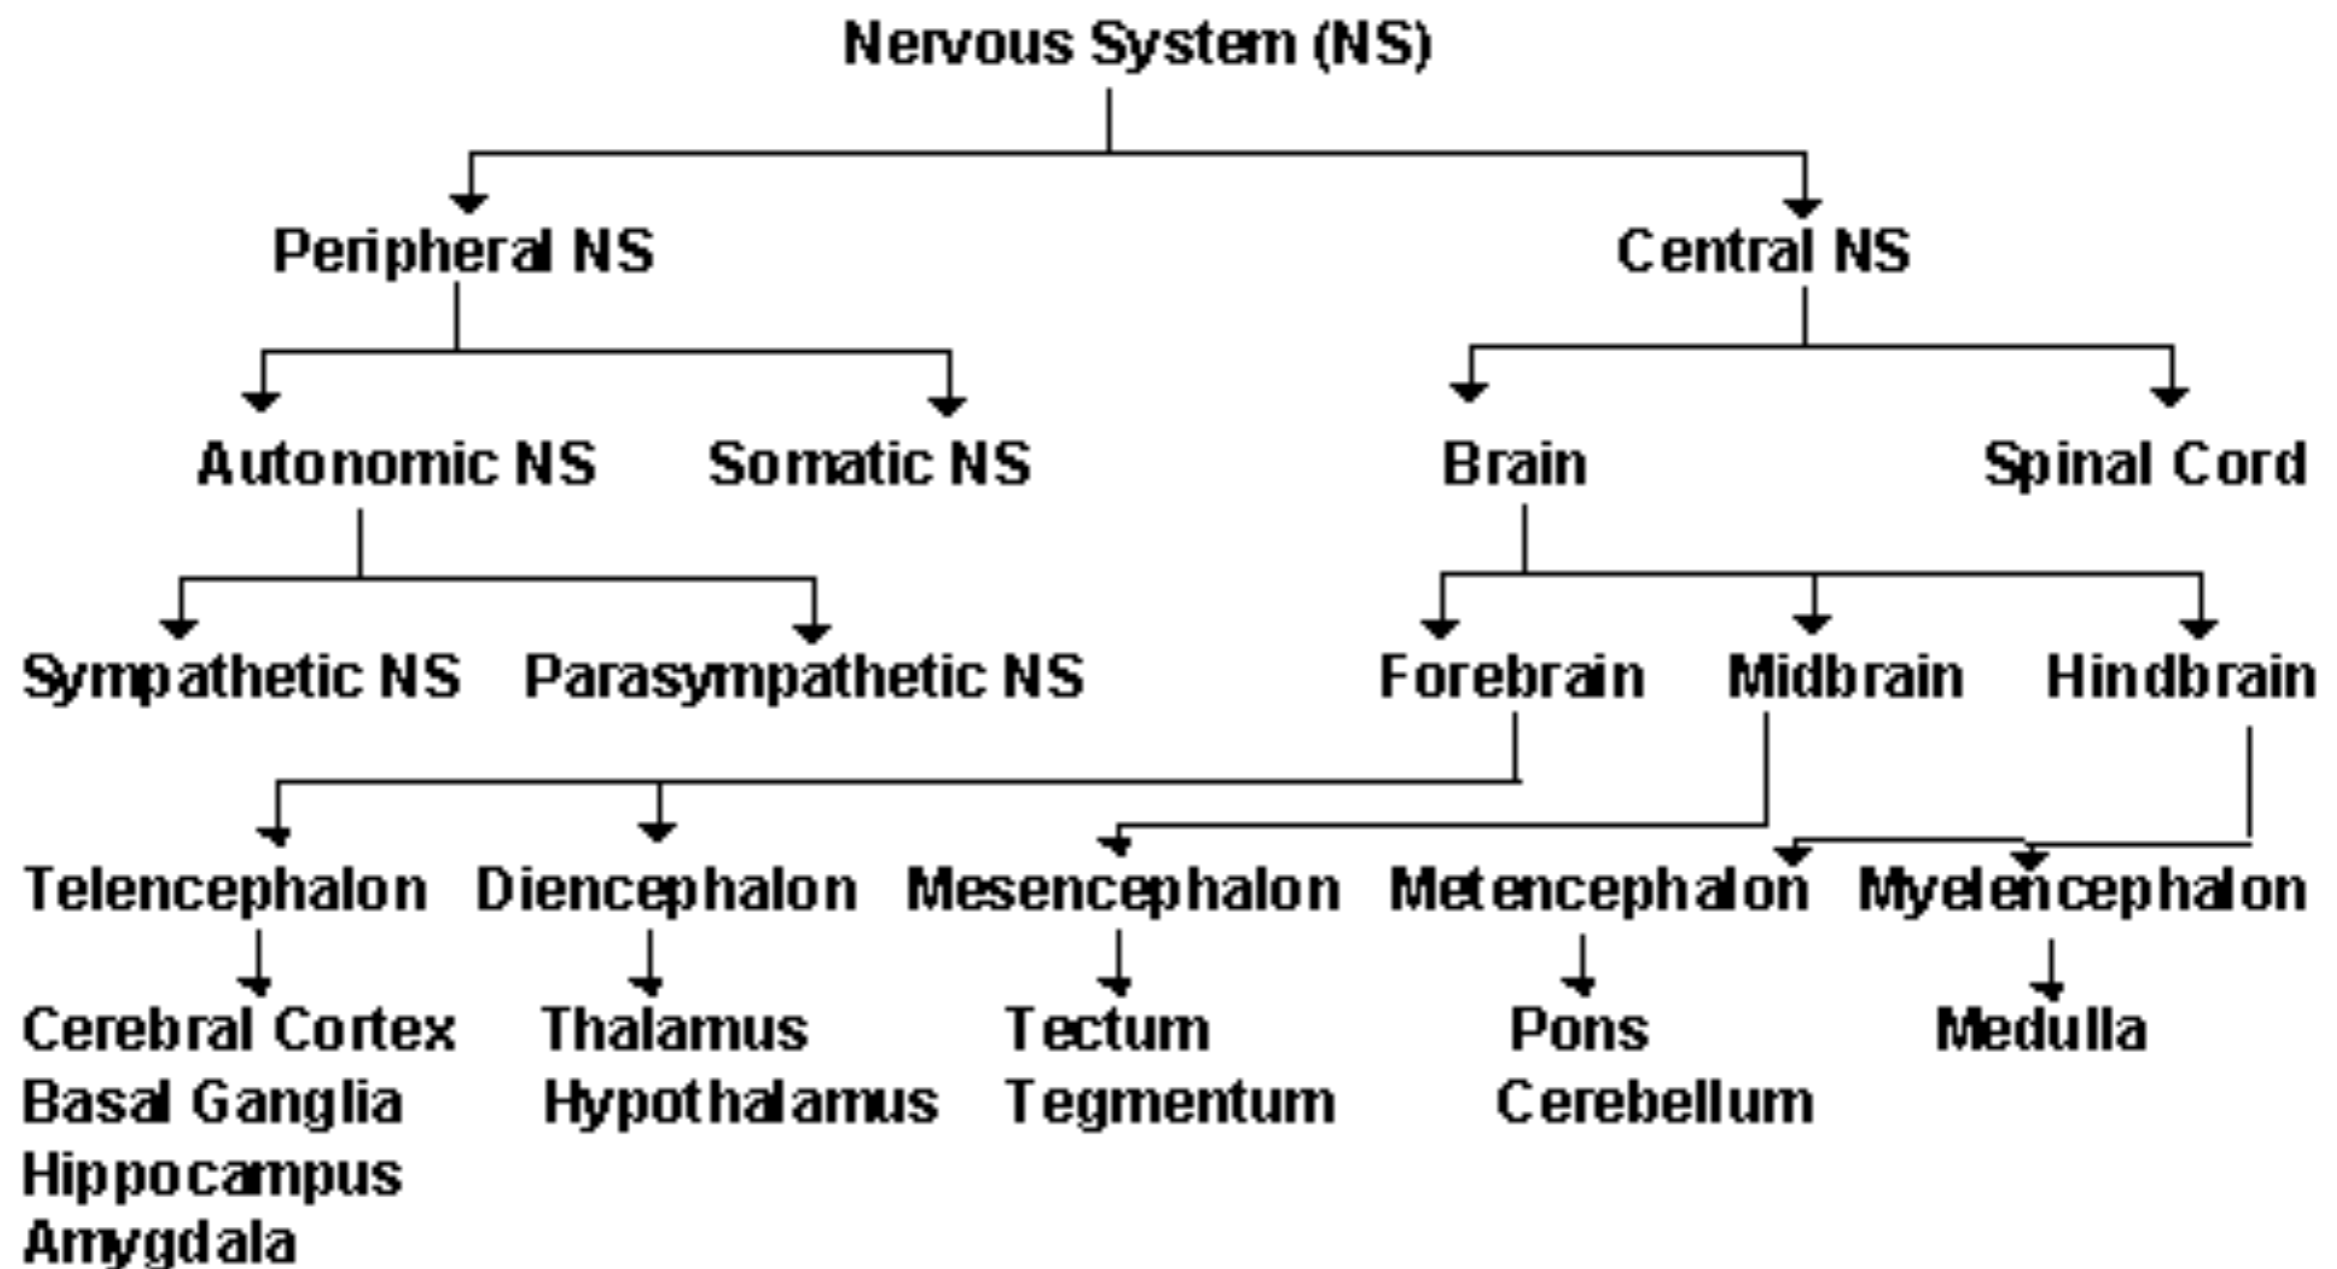 Nervous System (NS)
Peripheral NS Central NS
Autonomic NS Somatic NS Brain Spinal Cord
Sympathetic NS Parasympathetic NS Forebrain Midbrain Hindbrain
Telencephalon Diencephalon Mesencephalon Metencephalon Myelencephalon
Cerebral Cortex Thalamus Tectum Pons Medulla
Basal Ganglia Hypothalamus Tegmentum Cerebellum
Hippocampus
Amygdala